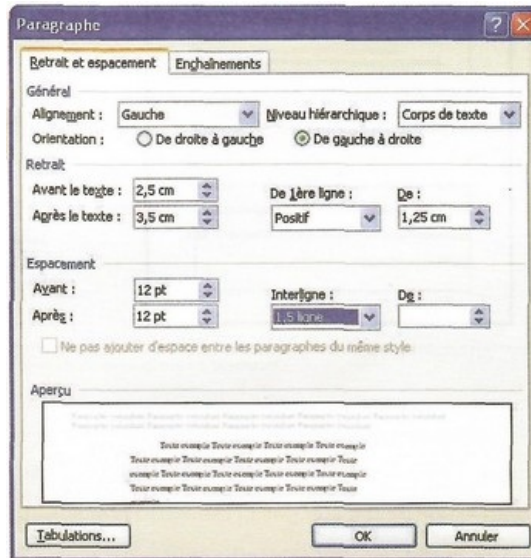 Paragraphe
Retrait et espacement Enchaînements
Général
Alignement : Gauche Niveau hiérarchique : Corps de texte
Orientation : De droite à gauche De gauche à droite
Retrait
Avant le texte : 2,5 cm De 1ère ligne : De :
Après le texte : 3,5 cm Positif 1,25 cm
Espacement
Avant : 12 pt Interligne : De :
Après : 12 pt 1,5 ligne
Ne pas ajouter d'espace entre les paragraphes du même style
Aperçu
Texte exemple Texte exemple Texte exemple Texte exemple
Texte exemple Texte exemple Texte exemple Texte exemple Texte
exemple Texte exemple Texte exemple Texte exemple Texte exemple
Texte exemple Texte exemple Texte exemple Texte exemple Texte
Tabulations... OK Annuler